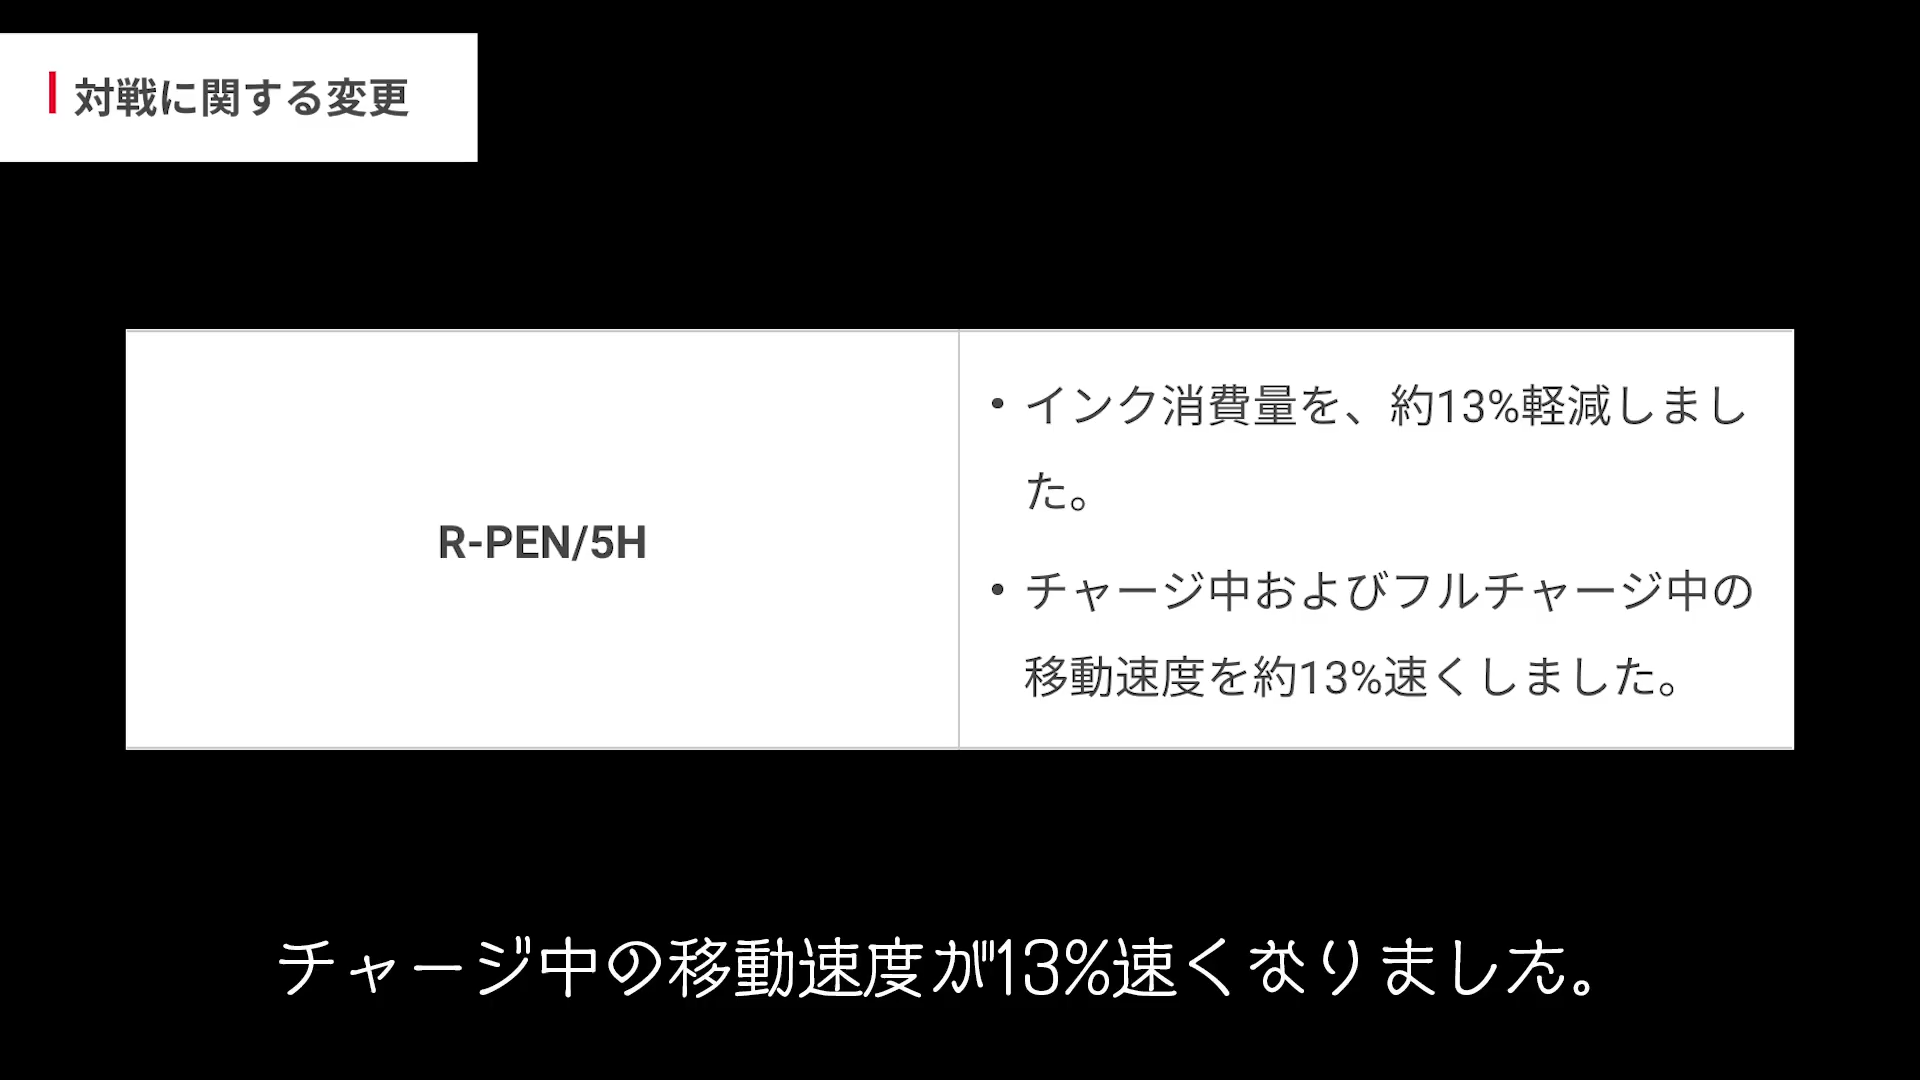 対戦に関する変更
R-PEN/5H
・インク消費量を、約13%軽減しまし
た。
・チャージ中およびフルチャージ中の
移動速度を約13%速くしました。
チャージ中の移動速度が13%速くなりました。